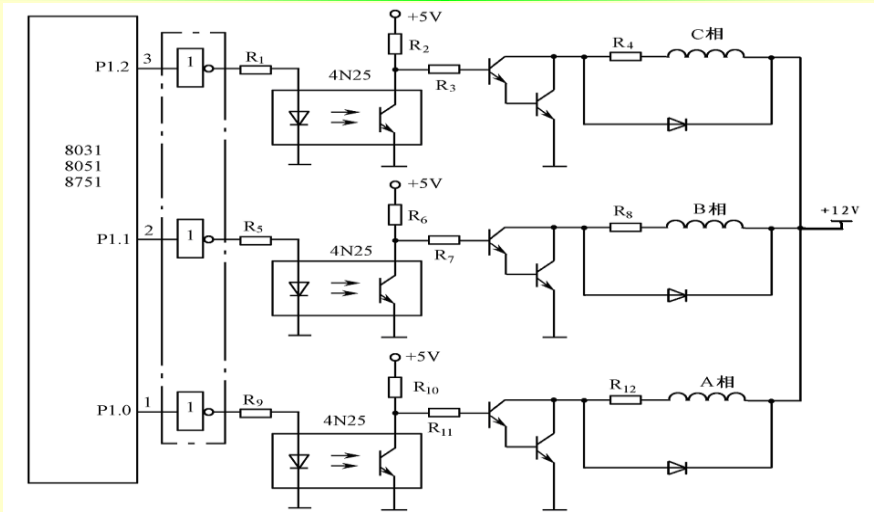 +5V
R2
C相
R4
P1.2
3
1
R1
4N25
R3
8031
8051
8751
+5V
R6
B相
R8
+12V
P1.1
2
1
R5
4N25
R7
+5V
R10
A相
R12
P1.0
1
1
R9
4N25
R11